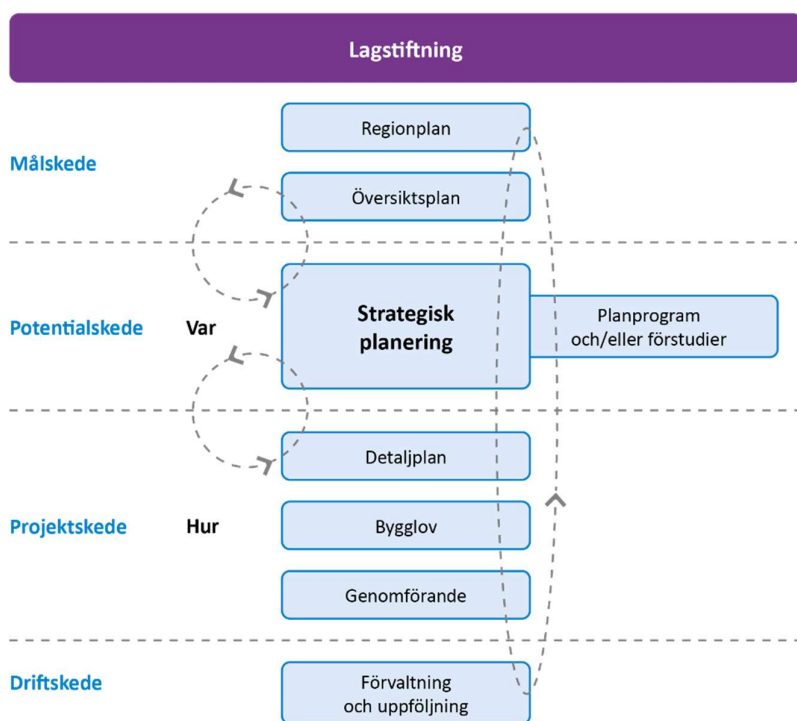 Lagstiftning
Regionplan
Målskede
Översiktsplan
Potentialskede
Var
Strategisk
planering
Planprogram
och/eller förstudier
Detaljplan
Projektskede
Hur
Bygglov
Genomförande
Driftskede
Förvaltning
och uppföljning